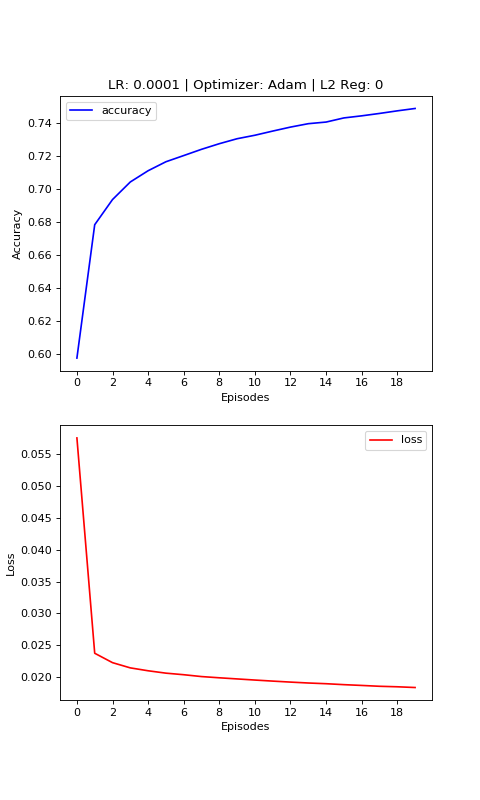 LR: 0.0001 | Optimizer: Adam | L2 Reg: 0
accuracy
0.74
0.72
0.70
0.68
0.66
0.64
0.62
0.60
Accuracy
0 2 4 6 8 10 12 14 16 18
Episodes
loss
0.055
0.050
0.045
0.040
0.035
0.030
0.025
0.020
Loss
0 2 4 6 8 10 12 14 16 18
Episodes